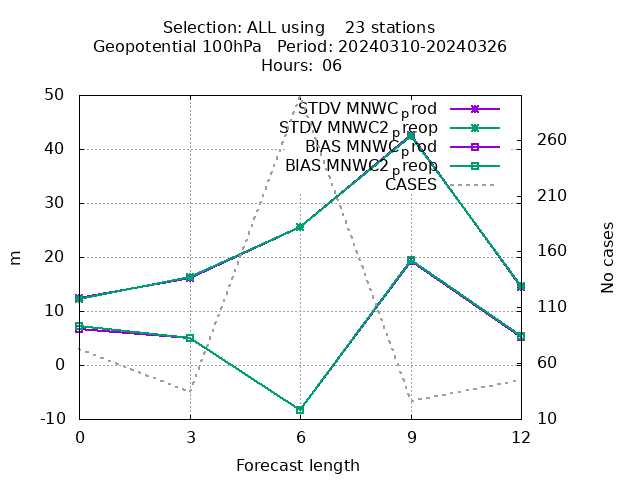 Selection: ALL using    23 stations
Geopotential 100hPa   Period: 20240310-20240326
Hours: 06
50
40
30
20
10
0
-10
m
STDV MNWC_prod
STDV MNWC2_preop
BIAS MNWC_prod
BIAS MNWC2_preop
CASES
260
210
160
110
60
10
No cases
0 3 6 9 12
Forecast length